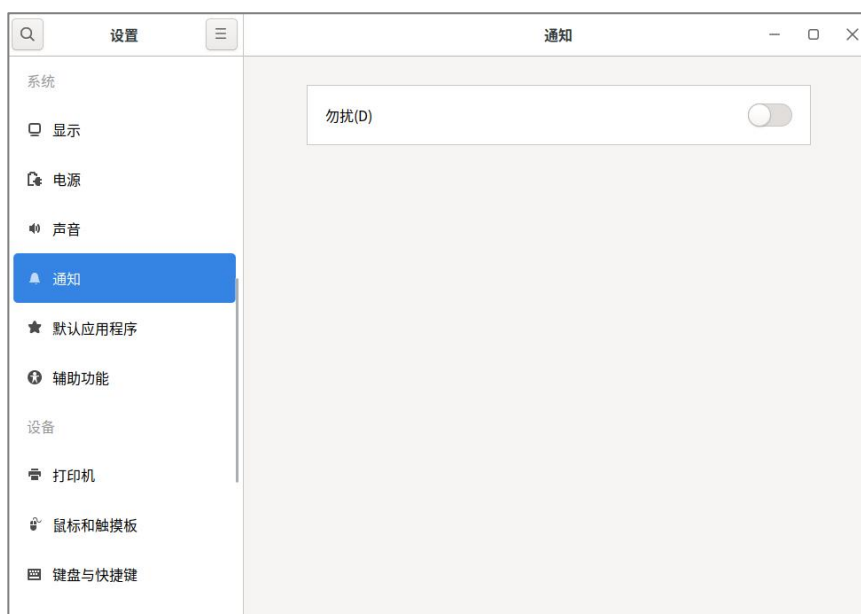 设置
通知
系统
显示
电源
声音
通知
默认应用程序
辅助功能
设备
打印机
鼠标和触摸板
键盘与快捷键
勿扰(D)